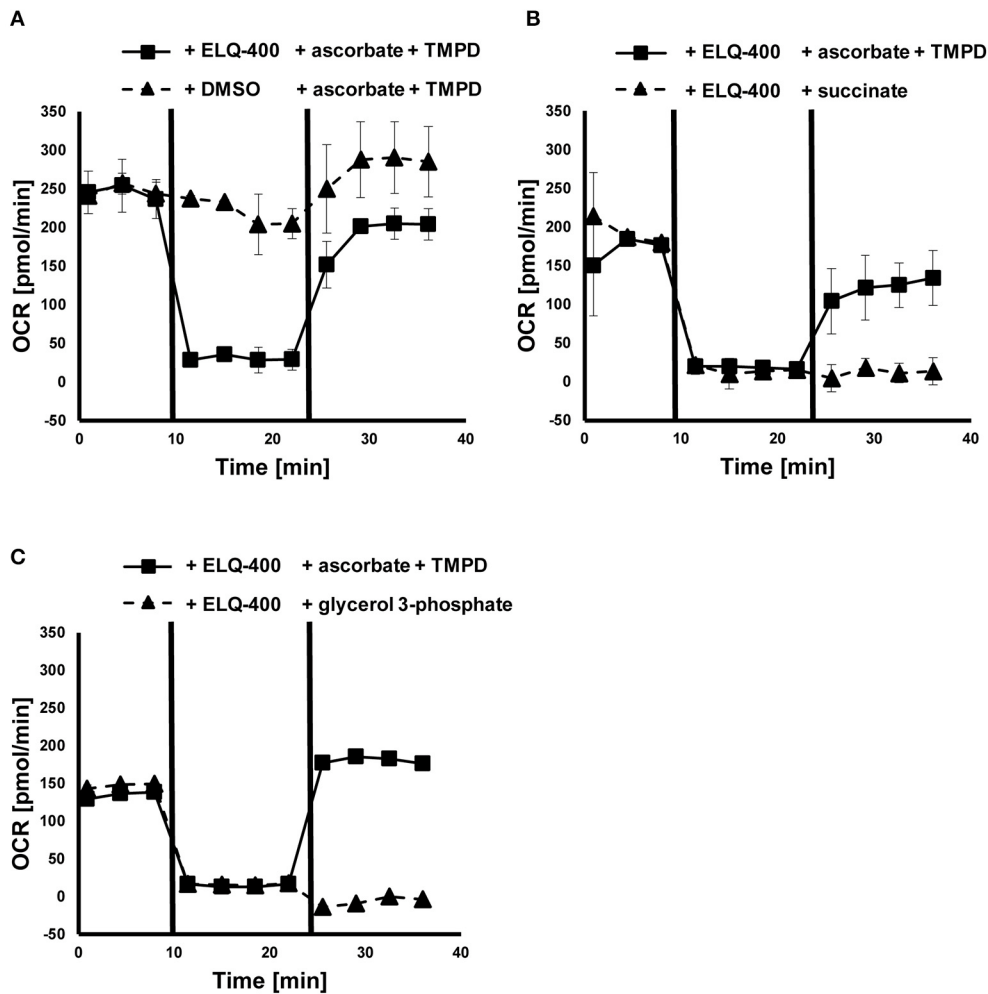 A
+ ELQ-400 + ascorbate + TMPD
+ DMSO + ascorbate + TMPD
350
300
250
200
150
100
50
0
-50
OCR [pmol/min]
0 10 20 30 40
Time [min]
B
+ ELQ-400 + ascorbate + TMPD
+ ELQ-400 + succinate
350
300
250
200
150
100
50
0
-50
OCR [pmol/min]
0 10 20 30 40
Time [min]
C
+ ELQ-400 + ascorbate + TMPD
+ ELQ-400 + glycerol 3-phosphate
350
300
250
200
150
100
50
0
-50
OCR [pmol/min]
0 10 20 30 40
Time [min]